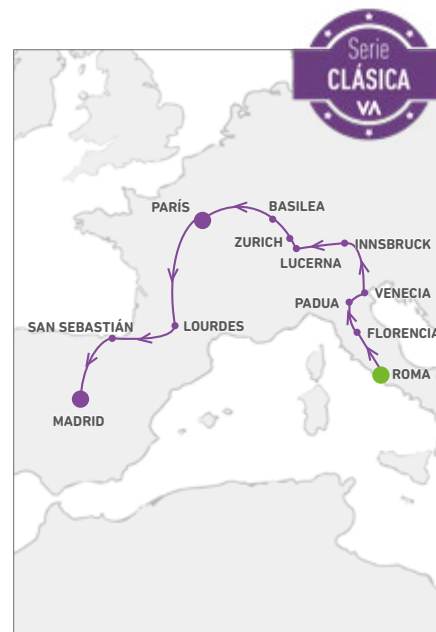 Serie
CLÁSICA
VA
PARÍS
BASILEA
ZURICH
INNSBRUCK
LUCERNA
VENECIA
PADUA
SAN SEBASTIÁN
LOURDES
FLORENCIA
ROMA
MADRID